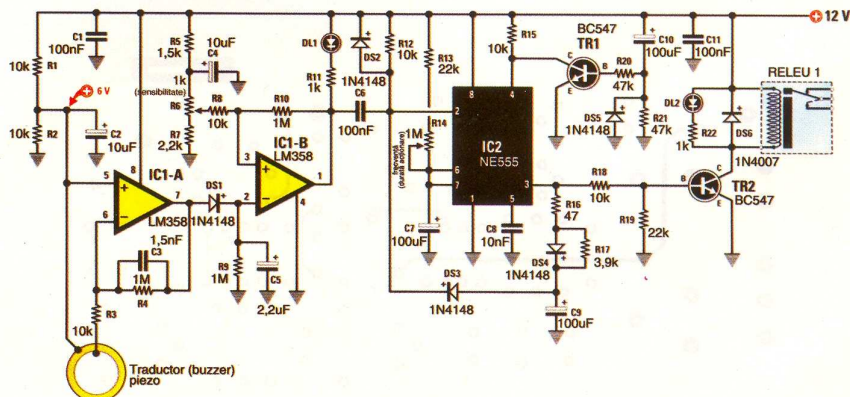 12 V
C1
100nF
10k
R1
6 V
10k
R2
C2
10uF
R5
1,5k
10uF
C4
1k
(sensibilitate)
R6
R7
2,2k
R8
10k
R10
1M
DL1
R11
1k
DS2
1N4148
R12
10k
C6
100nF
R13
22k
R14
1M
frecventa
(durată acționare)
R15
10k
BC547
TR1
C
B
E
R20
47k
C10
100uF
C11
100nF
DS5
1N4148
R21
47k
RELEU 1
DL2
R22
1k
DS6
1N4007
5
6
8
7
IC1-A
LM358
DS1
1N4148
3
2
1
4
IC1-B
LM358
1,5nF
C3
1M
R4
R3
10k
R9
1M
C5
2,2uF
2
6
7
8
4
3
1
5
IC2
NE555
C7
100uF
C8
10nF
R16
47
R18
10k
R19
22k
R17
3,9k
DS4
1N4148
DS3
1N4148
C9
100uF
B
C
E
TR2
BC547
Traductor (buzzer)
piezo